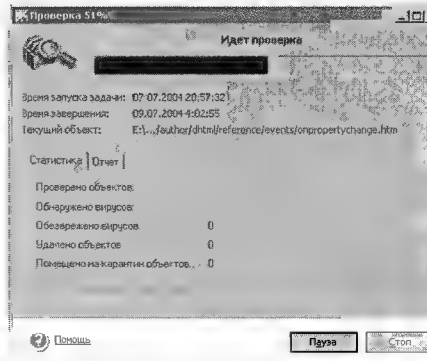 Проверка 51%
Идет проверка
Время запуска задачи: 07.07.2004 20:57:32
Время завершения: 09.07.2004 4:02:55
Текущий объект: E:\.../author/dhtml/reference/events/onpropertychange.htm
Статистика Отчет
Проверено объектов:
Обнаружено вирусов:
Обезврежено вирусов: 0
Удалено объектов: 0
Помещено на карантин объектов.. 0
Помощь Пауза Стоп